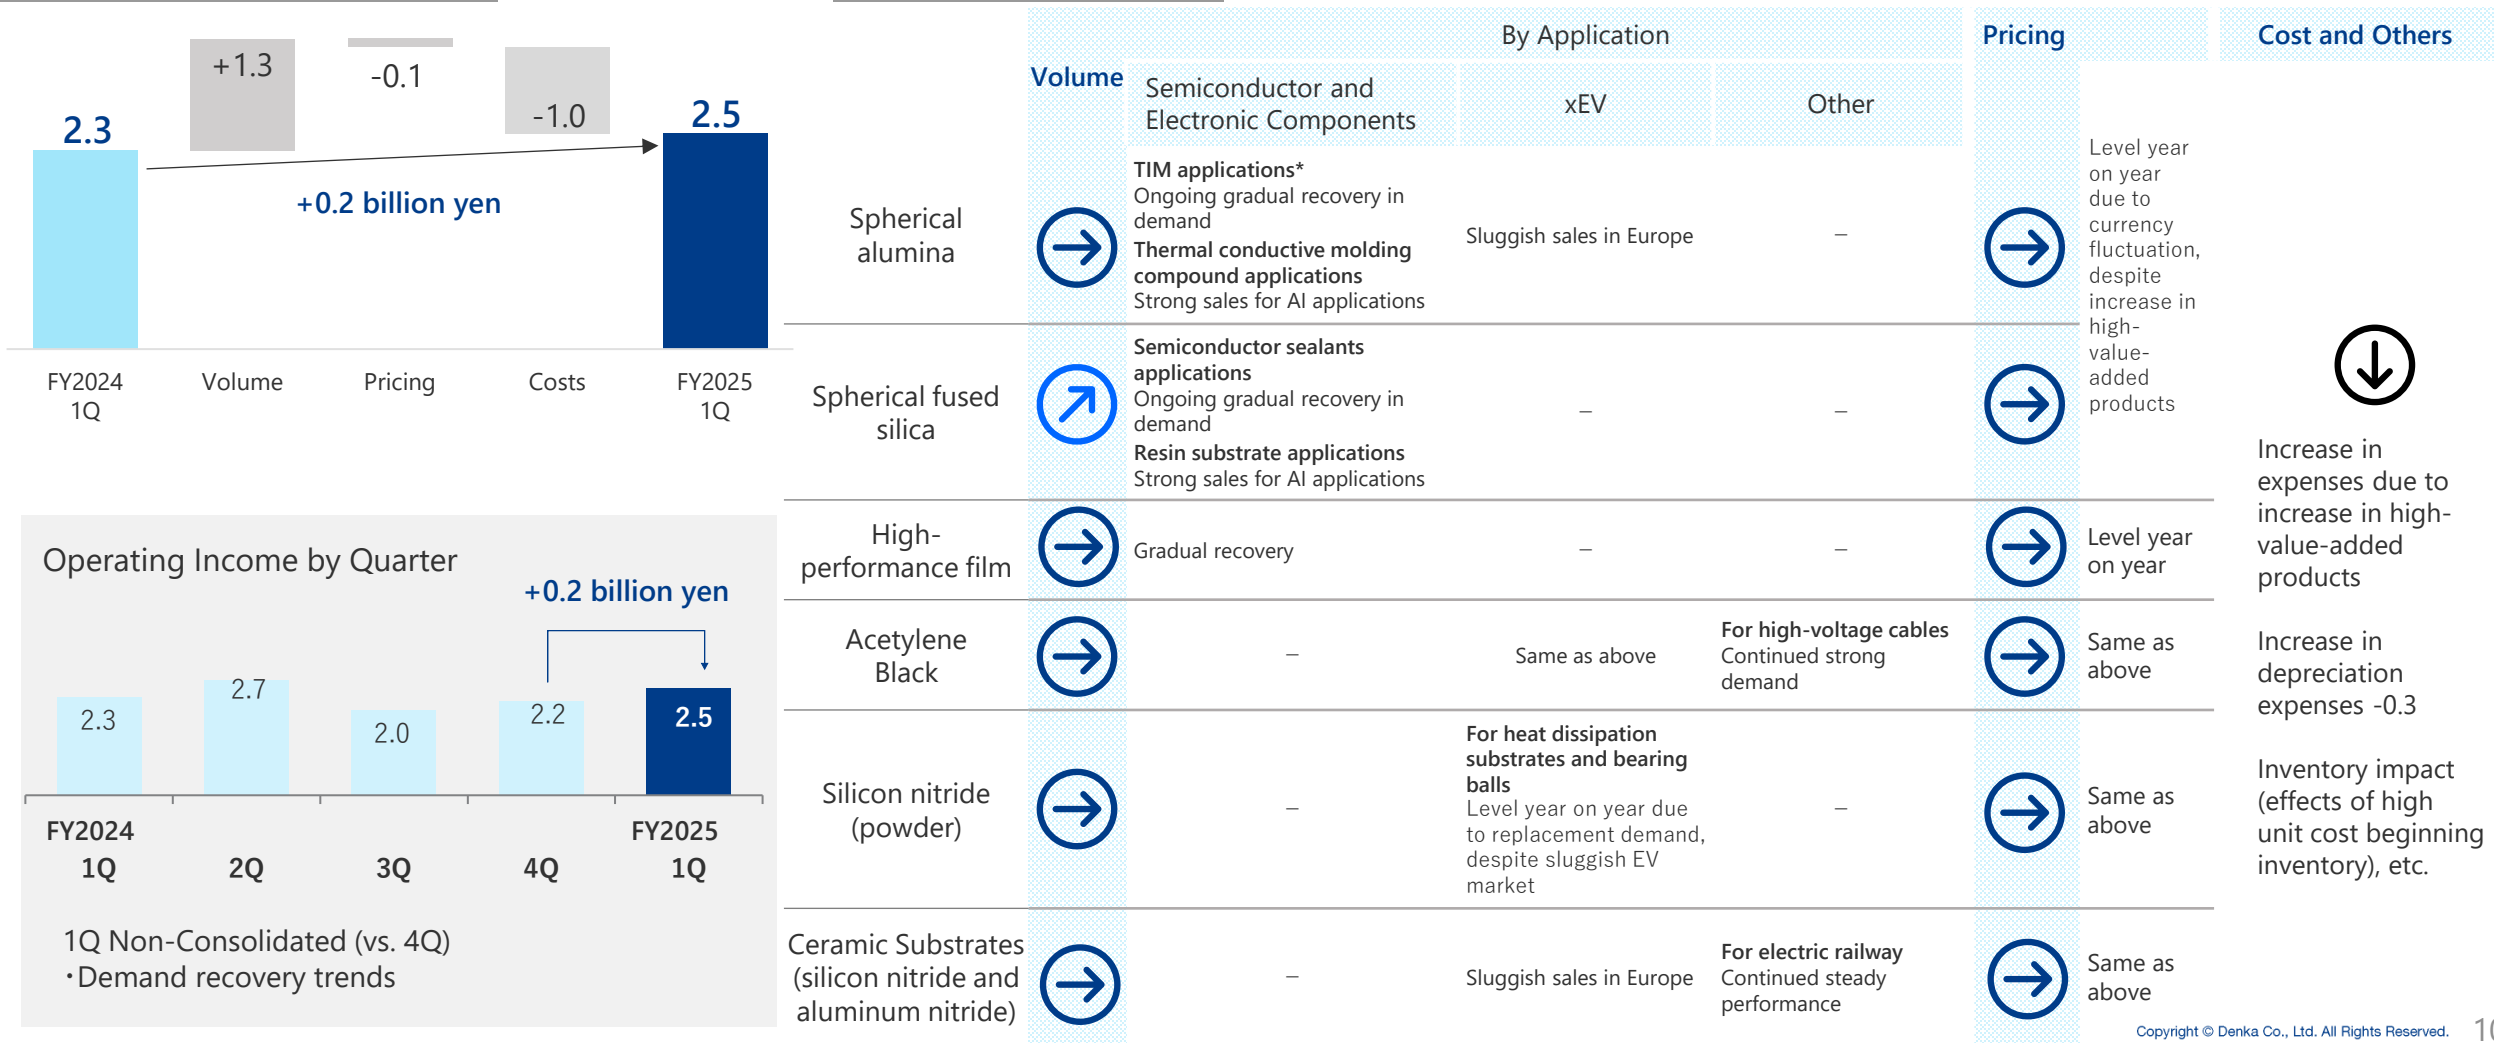 +1.3
-0.1
-1.0
2.3
2.5
+0.2 billion yen
FY2024
1Q
Volume
Pricing
Costs
FY2025
1Q
Operating Income by Quarter
+0.2 billion yen
2.3
2.7
2.0
2.2
2.5
FY2024
FY2025
1Q
2Q
3Q
4Q
1Q
1Q Non-Consolidated (vs. 4Q)
・Demand recovery trends
Volume
By Application
Pricing
Cost and Others
Semiconductor and
Electronic Components
xEV
Other
Spherical
alumina
TIM applications*
Ongoing gradual recovery in
demand
Thermal conductive molding
compound applications
Strong sales for AI applications
Sluggish sales in Europe
–
Level year
on year
due to
currency
fluctuation,
despite
increase in
high-
value-
added
products
Spherical fused
silica
Semiconductor sealants
applications
Ongoing gradual recovery in
demand
Resin substrate applications
Strong sales for AI applications
–
–
High-
performance film
Gradual recovery
–
–
Level year
on year
Acetylene
Black
–
Same as above
For high-voltage cables
Continued strong
demand
Same as
above
Silicon nitride
(powder)
–
For heat dissipation
substrates and bearing
balls
Level year on year due
to replacement demand,
despite sluggish EV
market
–
Same as
above
Ceramic Substrates
(silicon nitride and
aluminum nitride)
–
Sluggish sales in Europe
For electric railway
Continued steady
performance
Same as
above
Increase in
expenses due to
increase in high-
value-added
products
Increase in
depreciation
expenses -0.3
Inventory impact
(effects of high
unit cost beginning
inventory), etc.
Copyright © Denka Co., Ltd. All Rights Reserved.